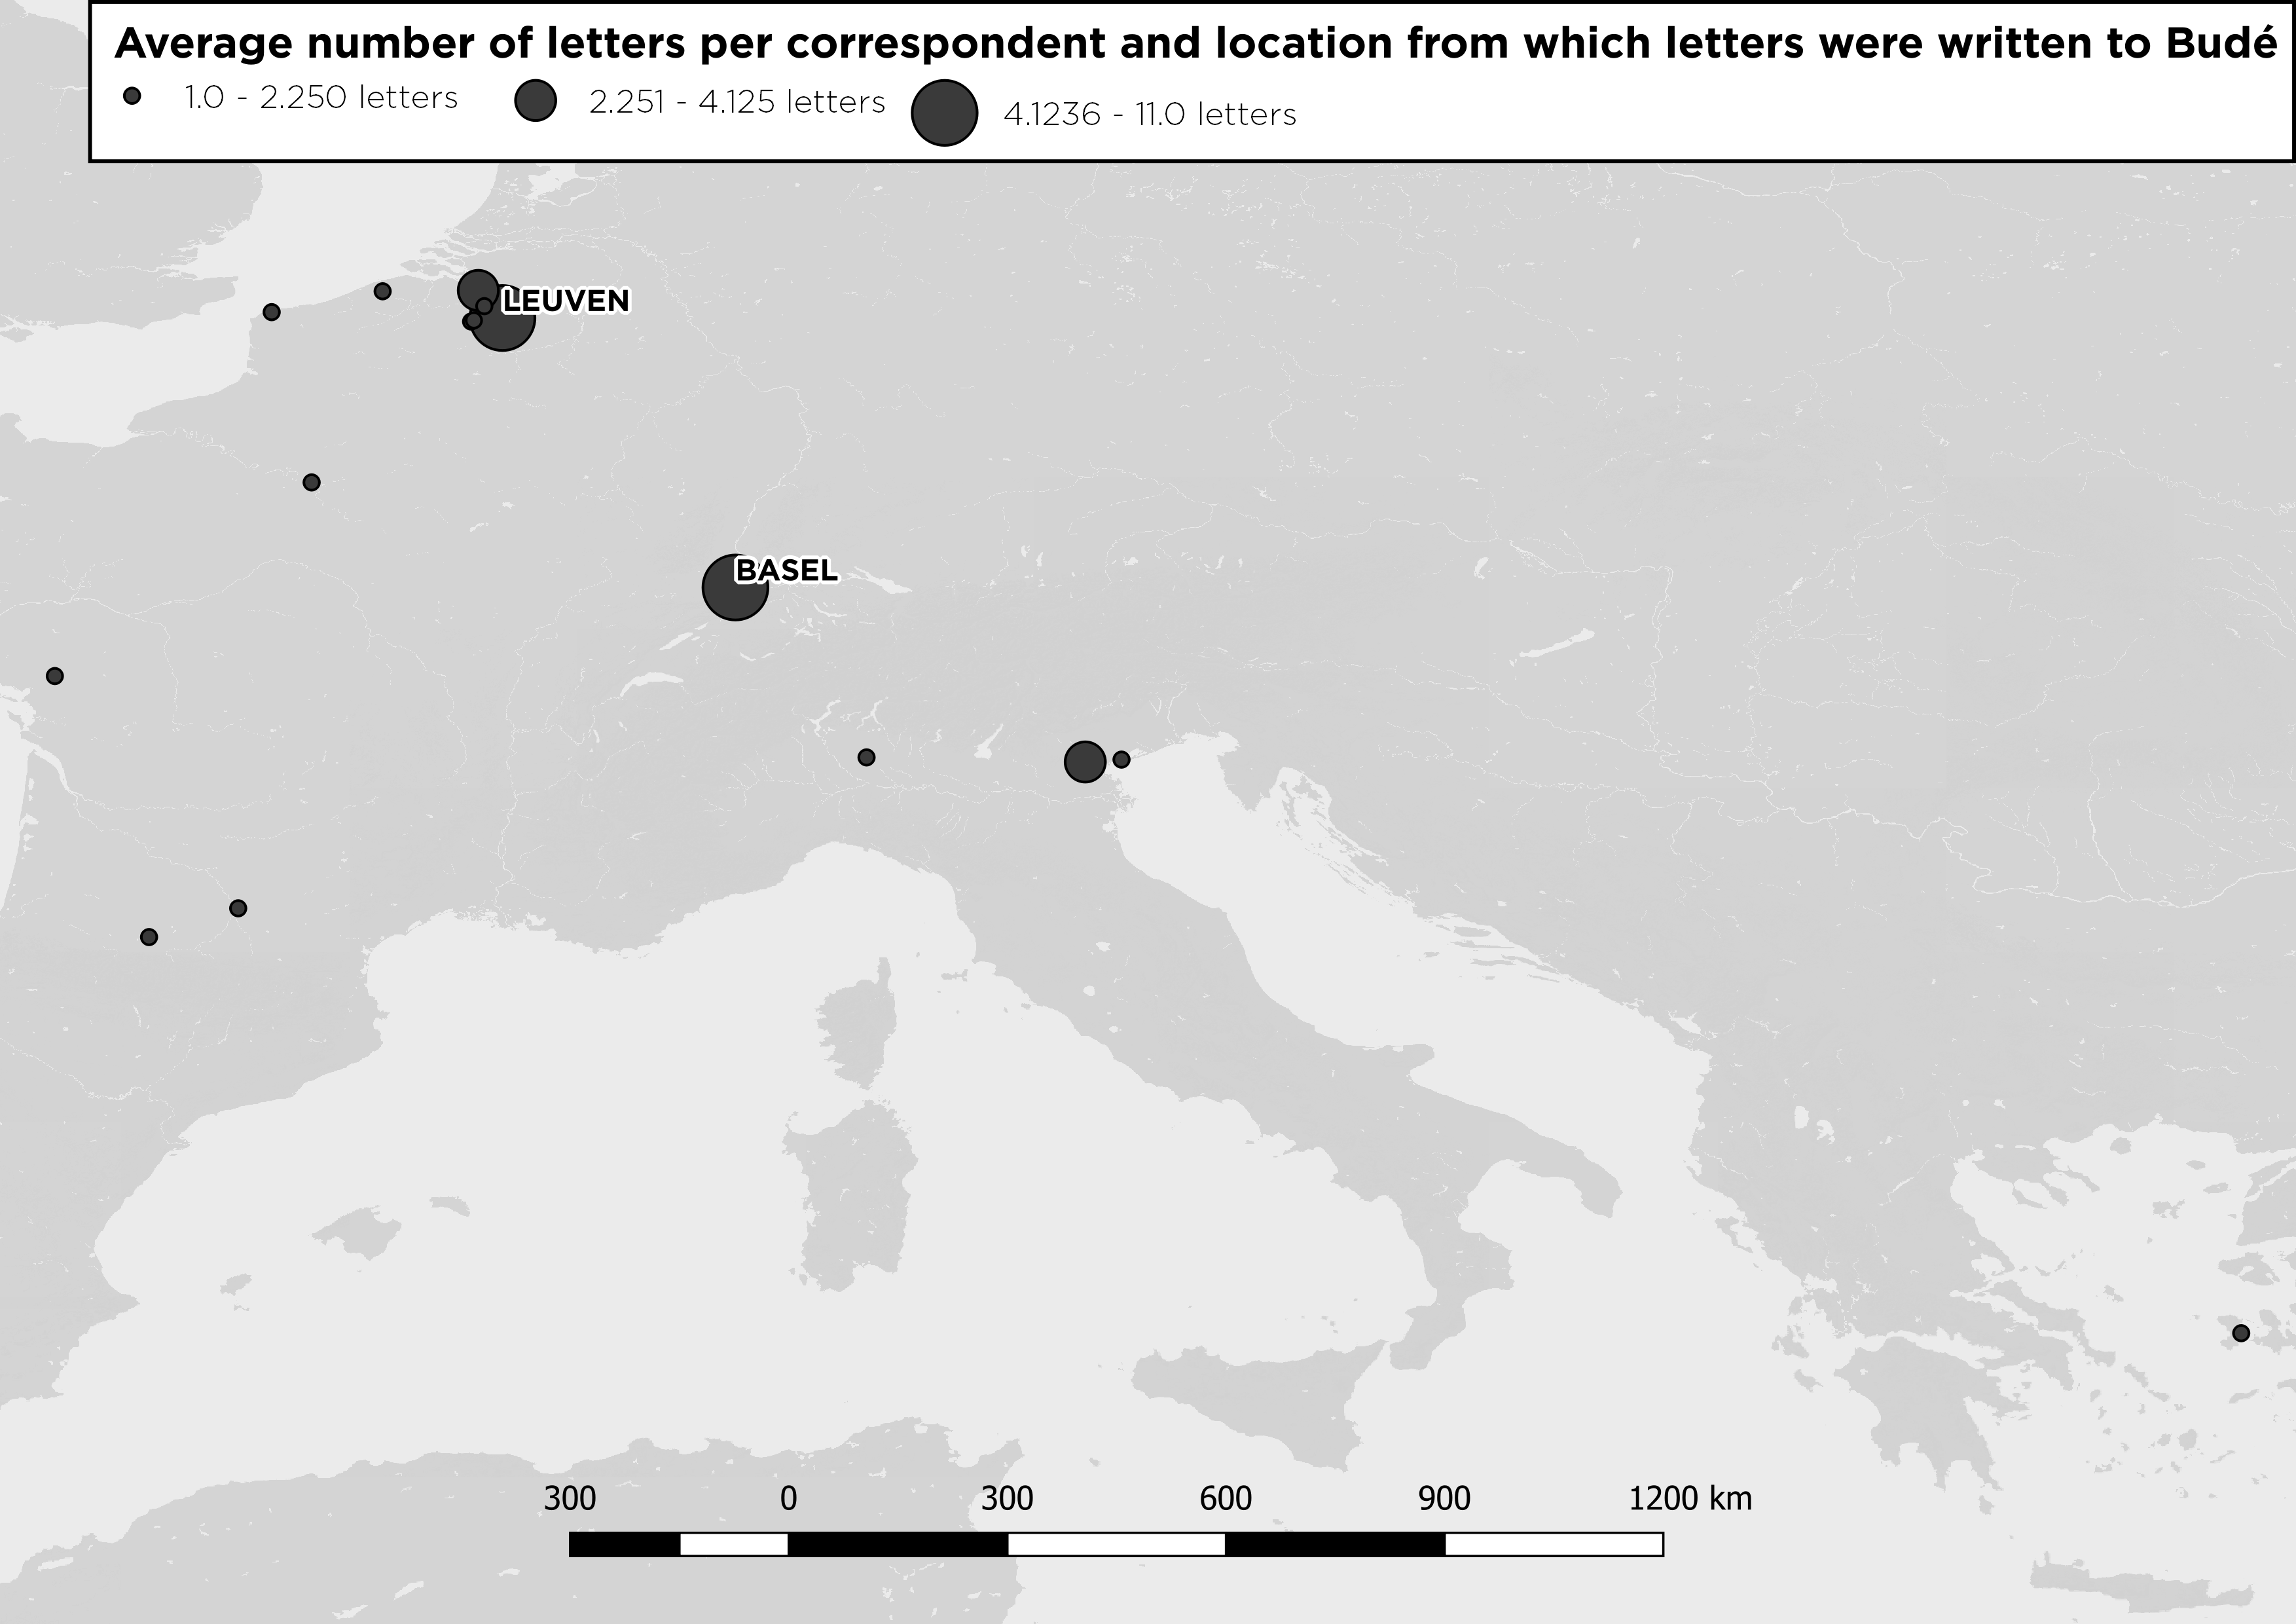 Average number of letters per correspondent and location from which letters were written to Budé
1.0 - 2.250 letters 2.251 - 4.125 letters 4.1236 - 11.0 letters
LEUVEN
BASEL
300 0 300 600 900 1200 km